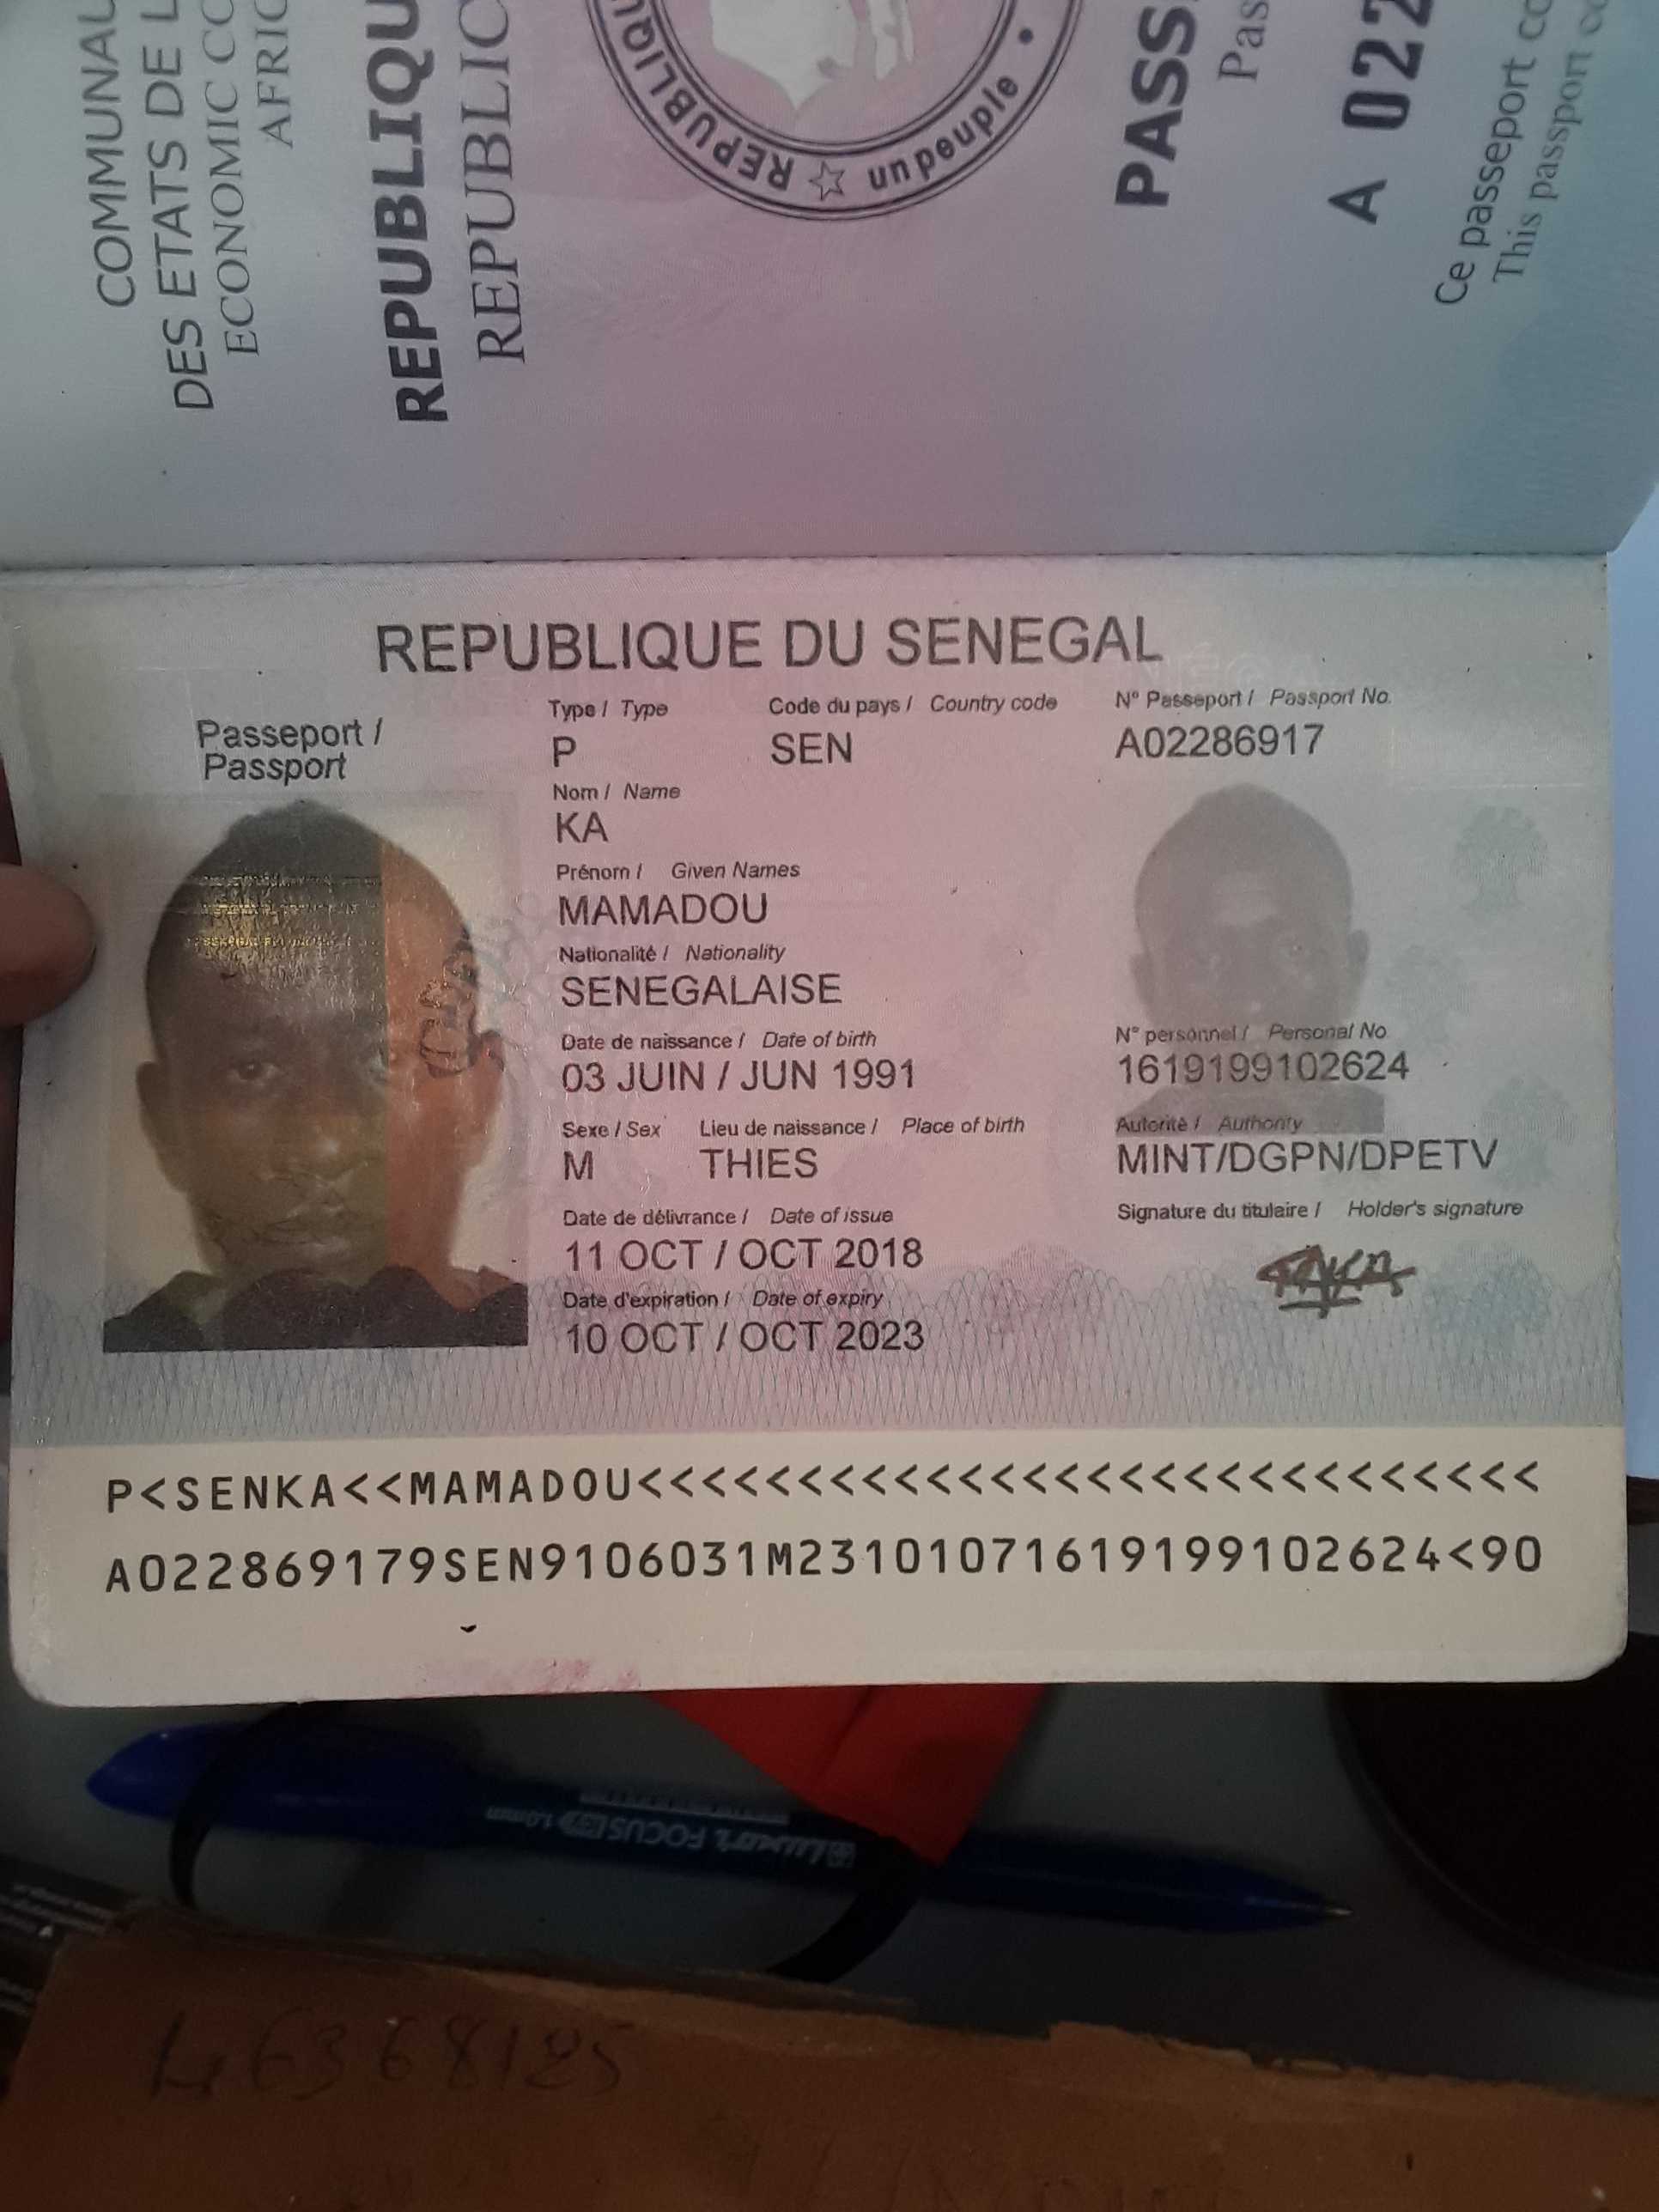 COMMUNAU
DES ETATS DE L
ECONOMIC CO
AFRIC
REPUBLIQU
REPUBLIC
REPUBLIQU
un peuple
PASS
Pas
A 022
Ce passeport co
This passport co
REPUBLIQUE DU SENEGAL
Passeport /
Passport
Type / Type Code du pays / Country code N° Passeport / Passport No.
P SEN A02286917
Nom / Name
KA
Prénom / Given Names
MAMADOU
Nationalité / Nationality
SENEGALAISE
Date de naissance / Date of birth N° personnel / Personal No
03 JUIN / JUN 1991 1619199102624
Sexe / Sex Lieu de naissance / Place of birth Autorité / Authority
M THIES MINT/DGPN/DPETV
Date de délivrance / Date of issue Signature du titulaire / Holder's signature
11 OCT / OCT 2018
Date d'expiration / Date of expiry
10 OCT / OCT 2023
P<SENKA<<MAMADOU<<<<<<<<<<<<<<<<<<<<<<<<<<<<
A022869179SEN9106031M23101071619199102624<90
Luxor FOCUS 1.0mm